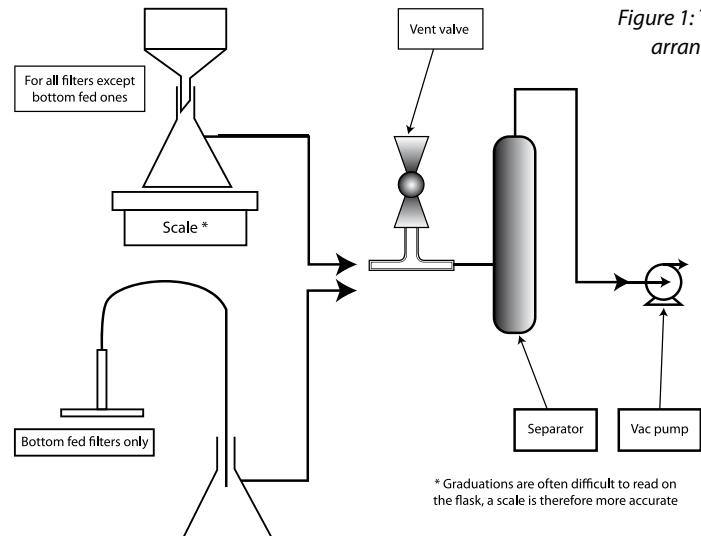 Figure 1:
arran
Vent valve
For all filters except
bottom fed ones
Scale *
Bottom fed filters only
Separator
Vac pump
* Graduations are often difficult to read on
the flask, a scale is therefore more accurate